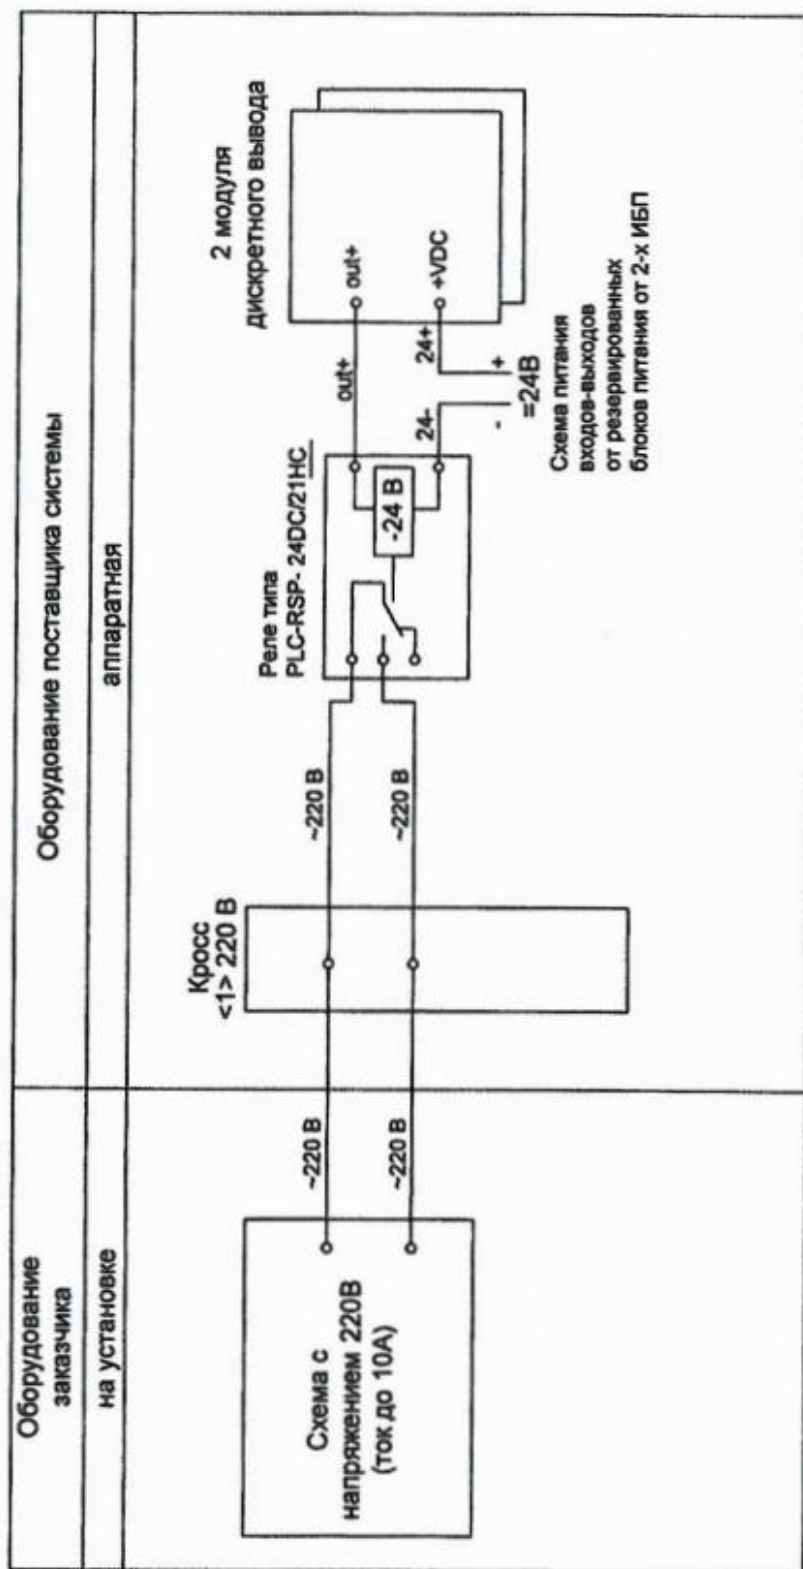 Оборудование
заказчика
Оборудование поставщика системы
на установке
аппаратная
Схема с
напряжением 220В
(ток до 10А)
~220 В
~220 В
Кросс
<1> 220 В
~220 В
~220 В
Реле типа
PLC-RSP- 24DC/21HC
-24 В
out+
24-
24+
- +
=24В
2 модуля
дискретного вывода
out+
+VDC
Схема питания
входов-выходов
от резервированных
блоков питания от 2-х ИБП